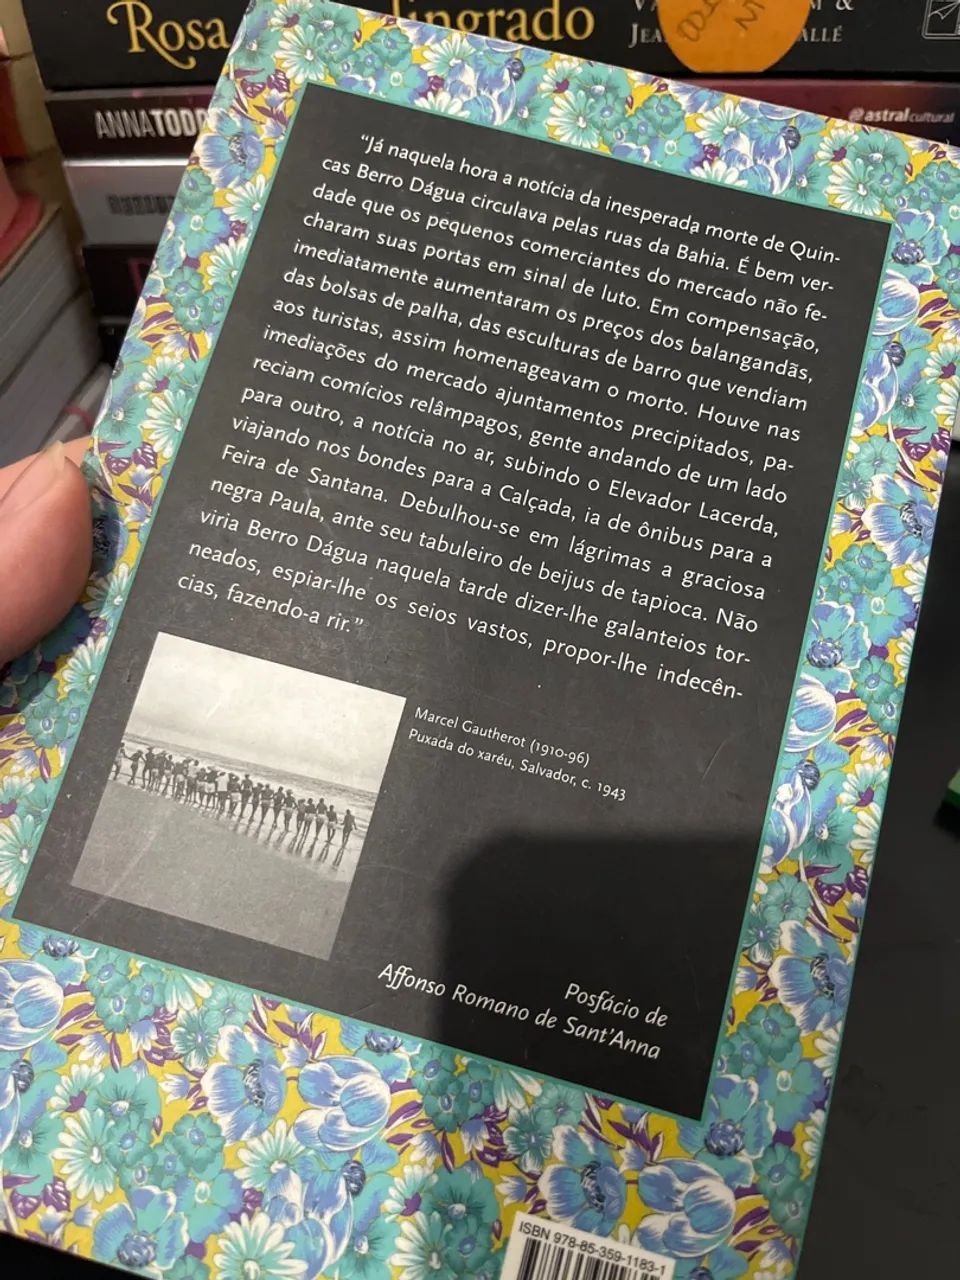 Rosa
ANNATODD
@astralcultural
"Já naquela hora a notícia da inesperada morte de Quin-
cas Berro Dágua circulava pelas ruas da Bahia. É bem ver-
dade que os pequenos comerciantes do mercado não fe-
charam suas portas em sinal de luto. Em compensação,
imediatamente aumentaram os preços dos balangandãs,
das bolsas de palha, das esculturas de barro que vendiam
aos turistas, assim homenageavam o morto. Houve nas
imediações do mercado ajuntamentos precipitados, pa-
reciam comícios relâmpagos, gente andando de um lado
para outro, a notícia no ar, subindo o Elevador Lacerda,
viajando nos bondes para a Calçada, ia de ônibus para a
Feira de Santana. Debulhou-se em lágrimas a graciosa
negra Paula, ante seu tabuleiro de beijus de tapioca. Não
viria Berro Dágua naquela tarde dizer-lhe galanteios tor-
neados, espiar-lhe os seios vastos, propor-lhe indecên-
cias, fazendo-a rir."
Marcel Gautherot (1910-96)
Puxada do xaréu, Salvador, c. 1943
Posfácio de
Affonso Romano de Sant'Anna
ISBN 978-85-359-1183-1